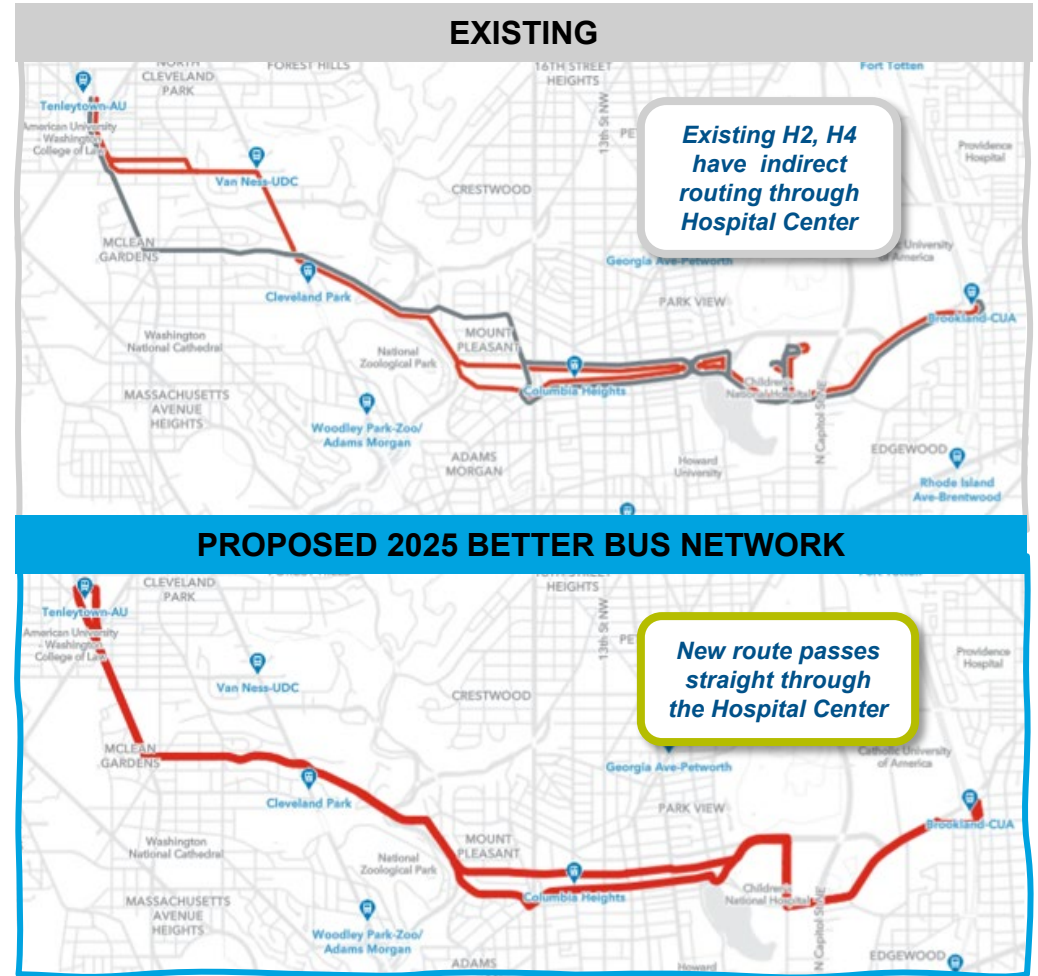 EXISTING
NORTH
CLEVELAND
PARK
FOREST HILLS
16TH STREET
HEIGHTS
Fort Totten
Tenleytown-AU
American University
- Washington
College of Law
13th St NW
Existing H2, H4
have indirect
routing through
Hospital Center
Providence
Hospital
Van Ness-UDC
CRESTWOOD
MCLEAN
GARDENS
University
of America
Georgia Ave-Petworth
Cleveland Park
PARK VIEW
Brookland-CUA
Washington
National Cathedral
MOUNT
PLEASANT
National
Zoological Park
Columbia Heights
Children's
National Hospital
MASSACHUSETTS
AVENUE
HEIGHTS
Woodley Park-Zoo/
Adams Morgan
N Capitol St NE
ADAMS
MORGAN
Howard
University
EDGEWOOD
Rhode Island
Ave-Brentwood
PROPOSED 2025 BETTER BUS NETWORK
CLEVELAND
PARK
HEIGHTS
Tenleytown-AU
American University
- Washington
College of Law
13th St NW
New route passes
straight through
the Hospital Center
Providence
Hospital
Van Ness-UDC
CRESTWOOD
MCLEAN
GARDENS
Catholic University
of America
Georgia Ave-Petworth
Cleveland Park
PARK VIEW
Brookland-CUA
Washington
National Cathedral
MOUNT
PLEASANT
National
Zoological Park
Columbia Heights
Children's
National Hospital
MASSACHUSETTS
AVENUE
HEIGHTS
Woodley Park-Zoo/
Adams Morgan
N Capitol St NE
ADAMS
Howard
EDGEWOOD